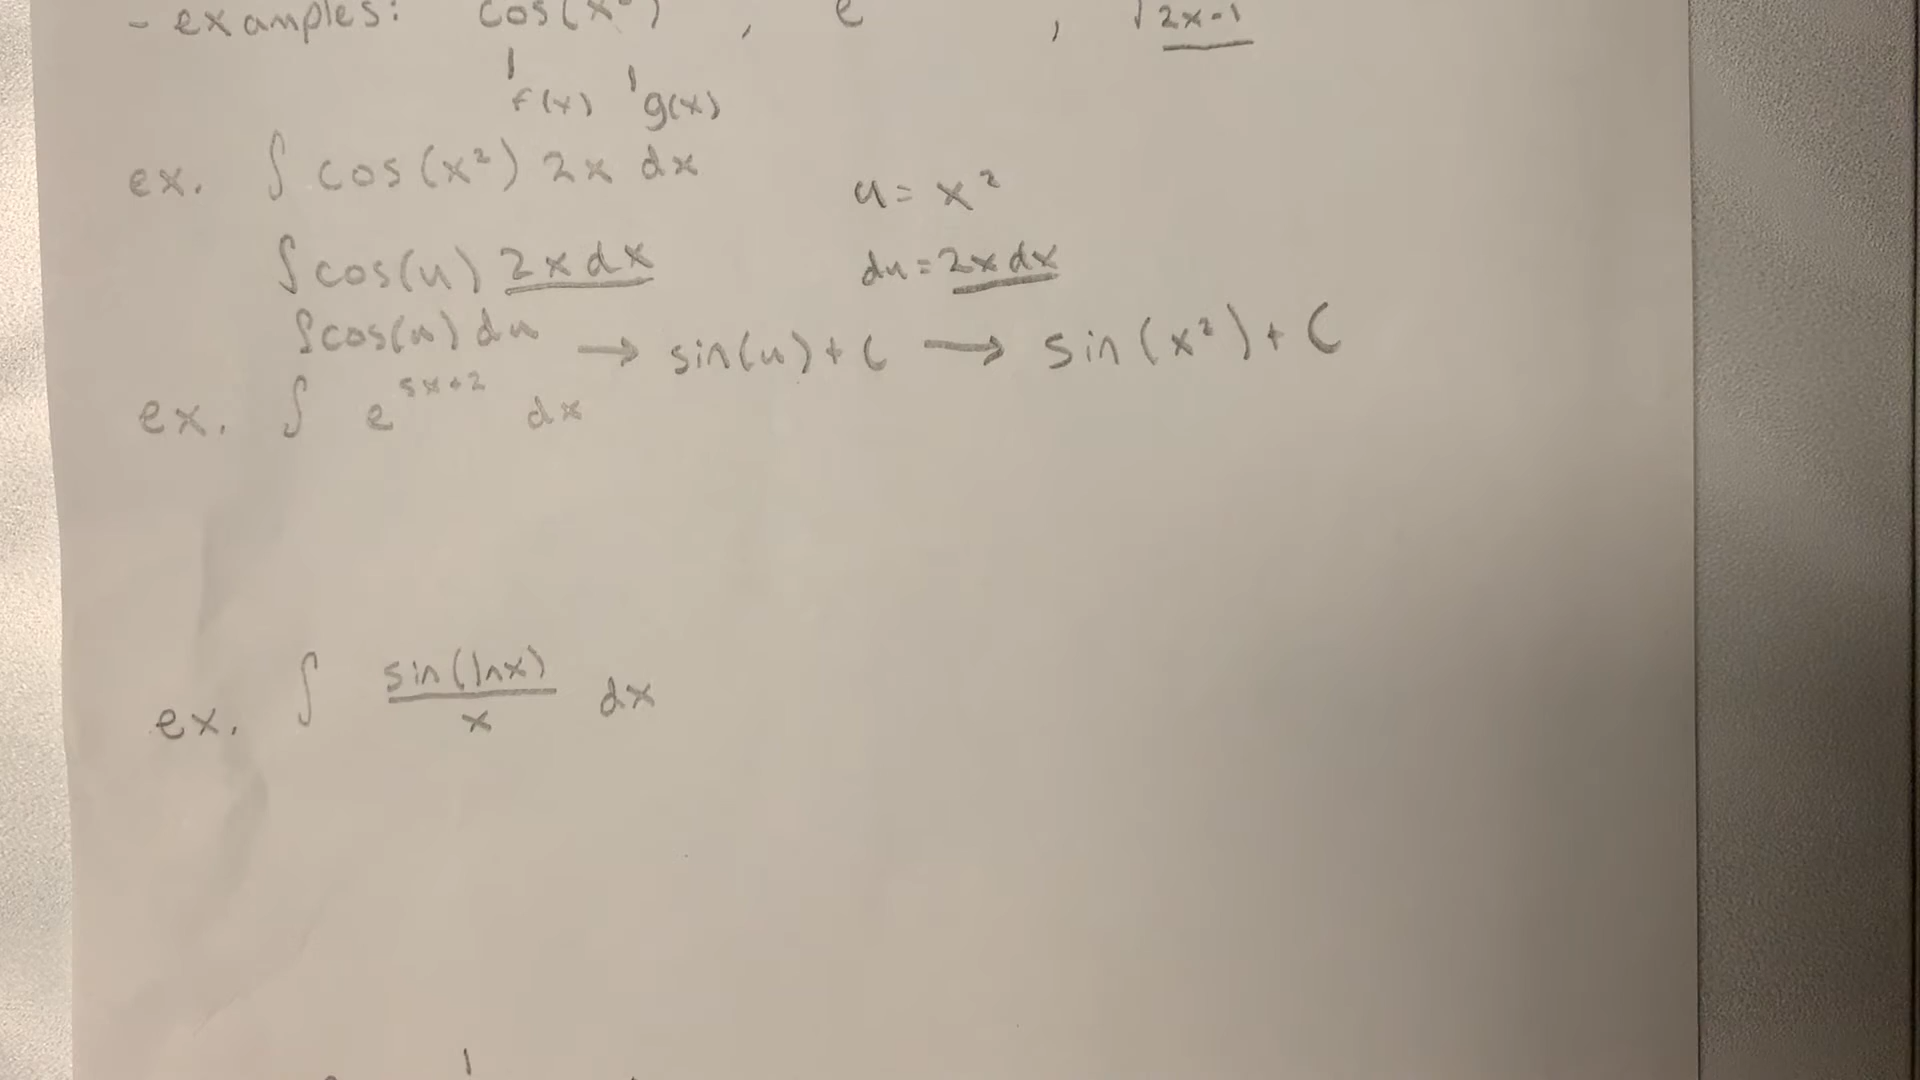 - examples: cos(x²) , e , √2x-1
f(x) g(x)
ex. ∫ cos(x²) 2x dx
u = x²
∫ cos(u) 2x dx
du = 2x dx
∫ cos(u) du → sin(u) + C → sin(x²) + C
ex. ∫ e^(5x+2) dx
ex. ∫ sin(lnx)/x dx